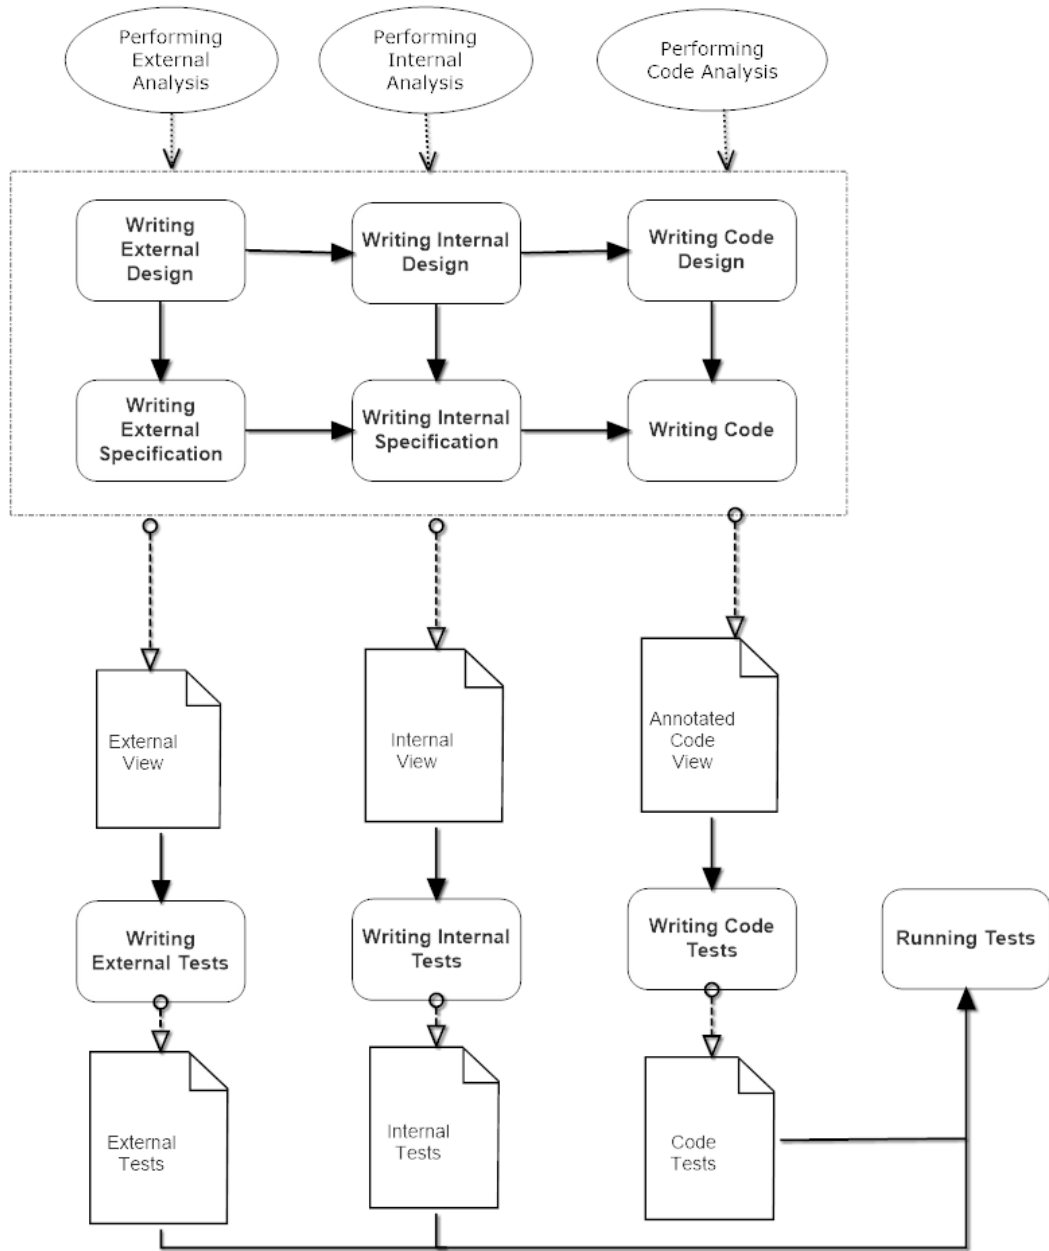 Performing
External
Analysis
Performing
Internal
Analysis
Performing
Code Analysis
Writing
External
Design
Writing Internal
Design
Writing Code
Design
Writing
External
Specification
Writing Internal
Specification
Writing Code
External
View
Internal
View
Annotated
Code
View
Writing
External Tests
Writing Internal
Tests
Writing Code
Tests
Running Tests
External
Tests
Internal
Tests
Code
Tests